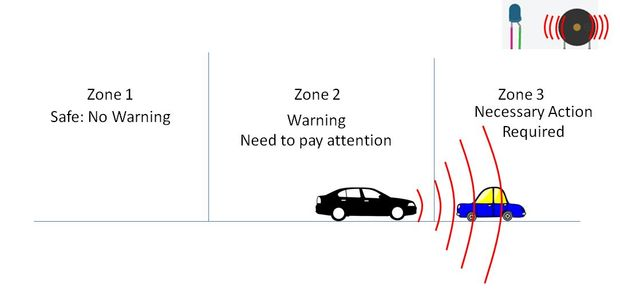 Zone 1
Safe: No Warning
Zone 2
Warning
Need to pay attention
Zone 3
Necessary Action
Required